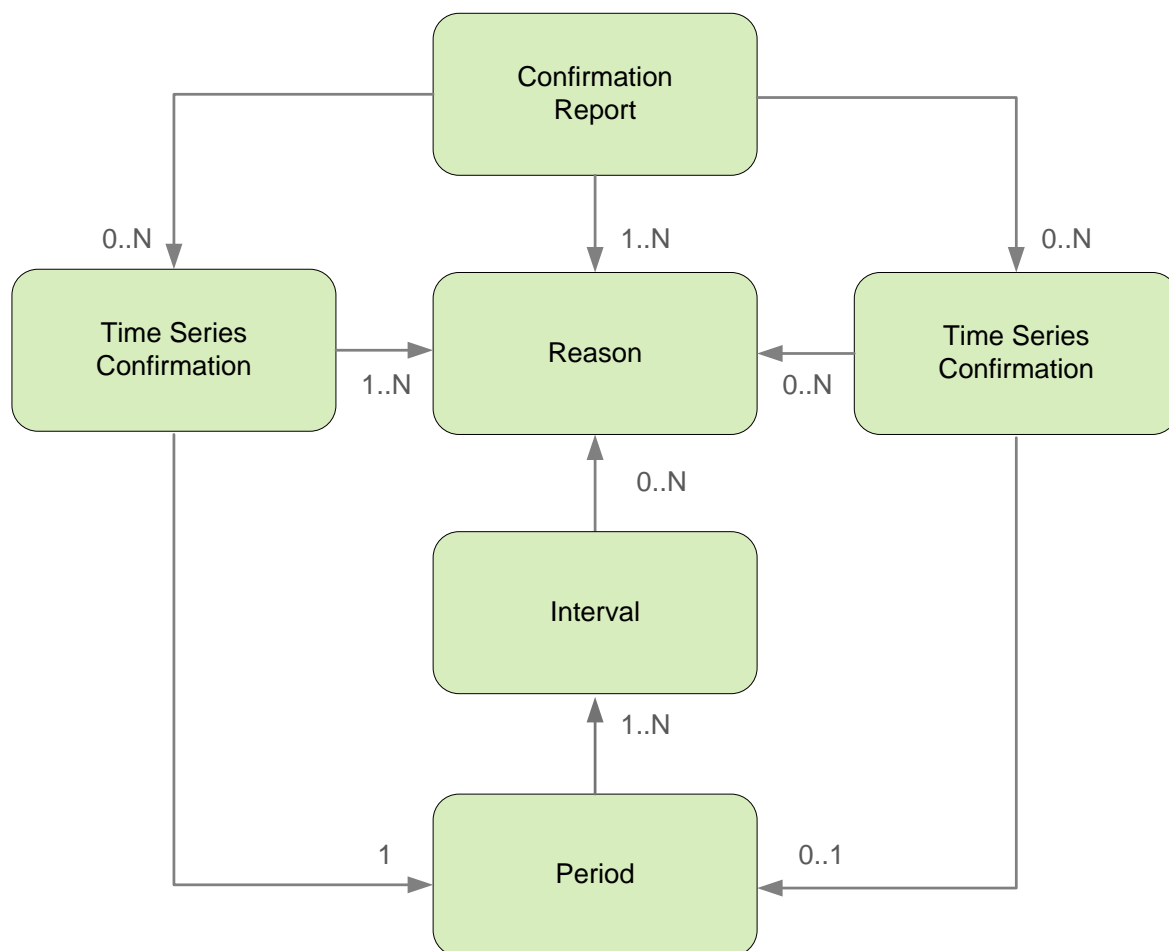 Confirmation
Report
0..N
1..N
0..N
Time Series
Confirmation
Reason
Time Series
Confirmation
1..N
0..N
0..N
Interval
1..N
1
0..1
Period